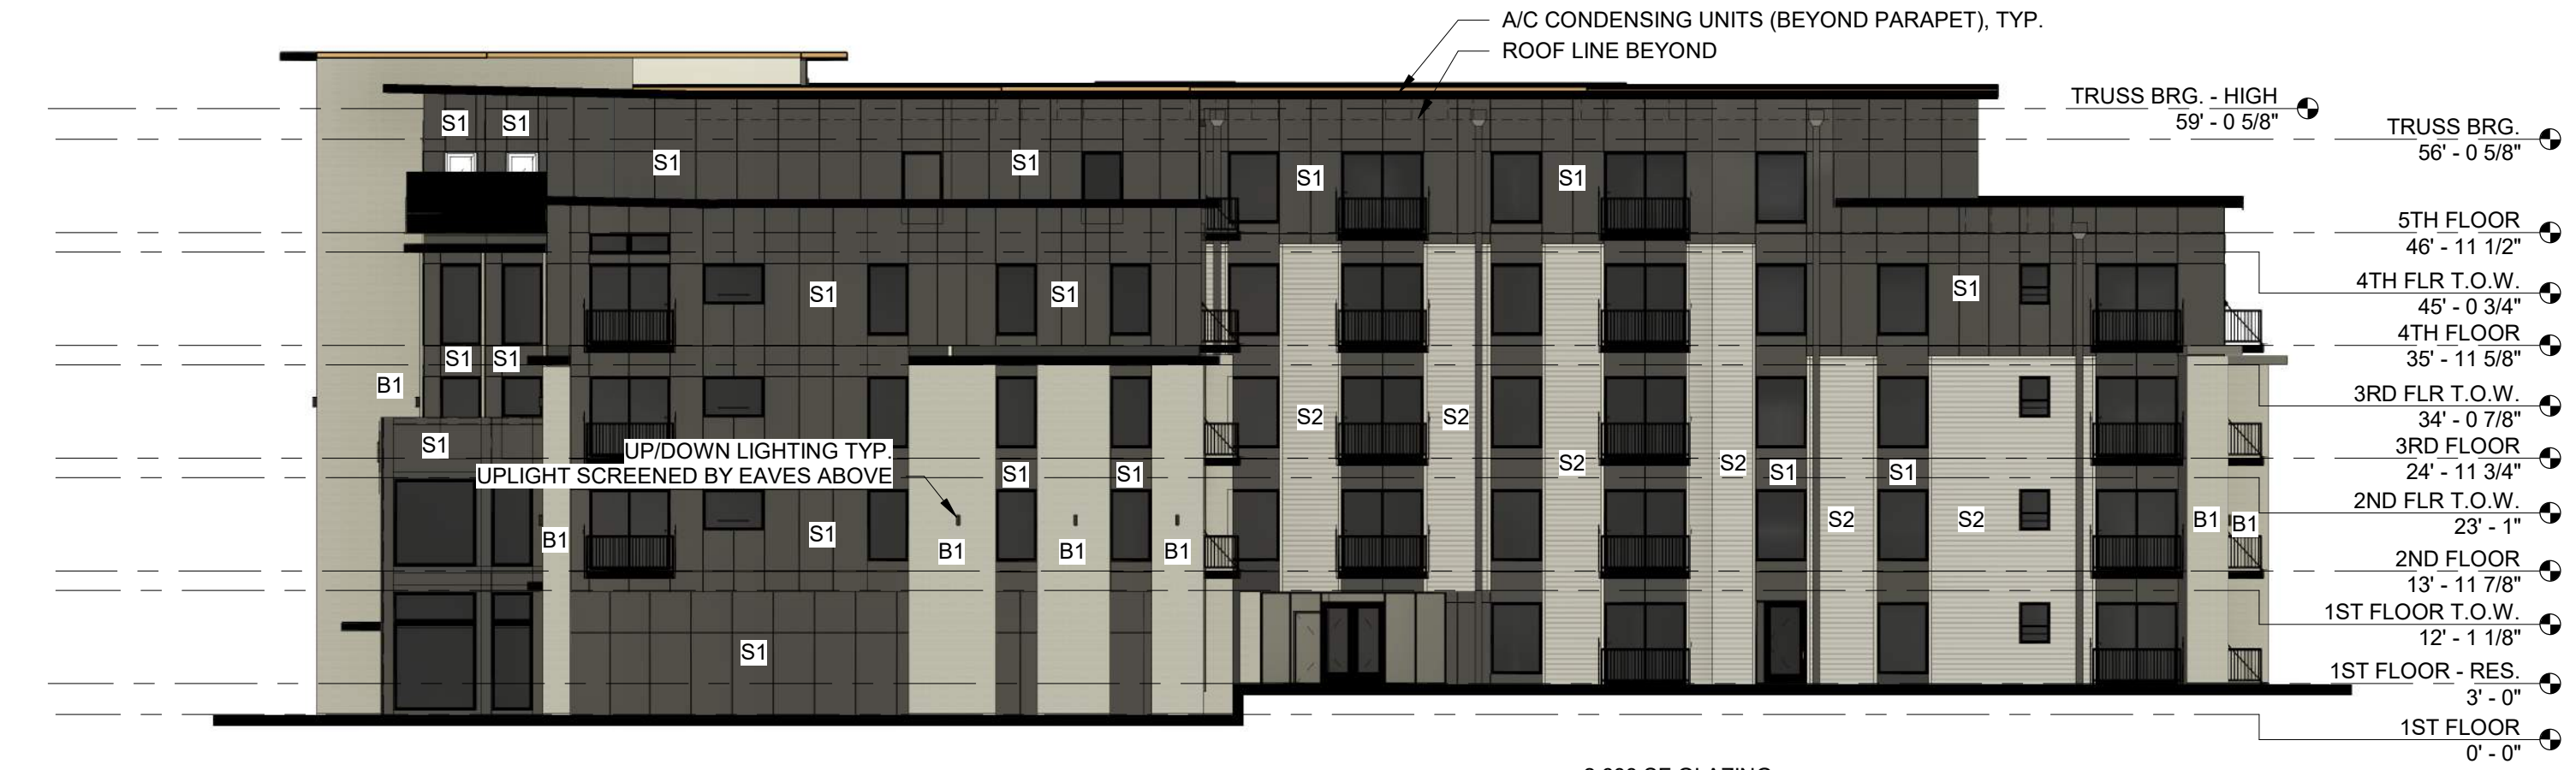 A/C CONDENSING UNITS (BEYOND PARAPET), TYP.
ROOF LINE BEYOND
TRUSS BRG. - HIGH
59' - 0 5/8"
TRUSS BRG.
56' - 0 5/8"
S1 S1
S1 S1
S1 S1
5TH FLOOR
46' - 11 1/2"
4TH FLR T.O.W.
45' - 0 3/4"
S1 S1 S1
4TH FLOOR
35' - 11 5/8"
S1 S1
B1
3RD FLR T.O.W.
34' - 0 7/8"
S2 S2
S1
3RD FLOOR
24' - 11 3/4"
UP/DOWN LIGHTING TYP.
UPLIGHT SCREENED BY EAVES ABOVE
S1 S1 S2 S2 S1 S1
2ND FLR T.O.W.
23' - 1"
S2 S2 B1 B1
B1 S1 B1 B1 B1
2ND FLOOR
13' - 11 7/8"
1ST FLOOR T.O.W.
12' - 1 1/8"
S1
1ST FLOOR - RES.
3' - 0"
1ST FLOOR
0' - 0"